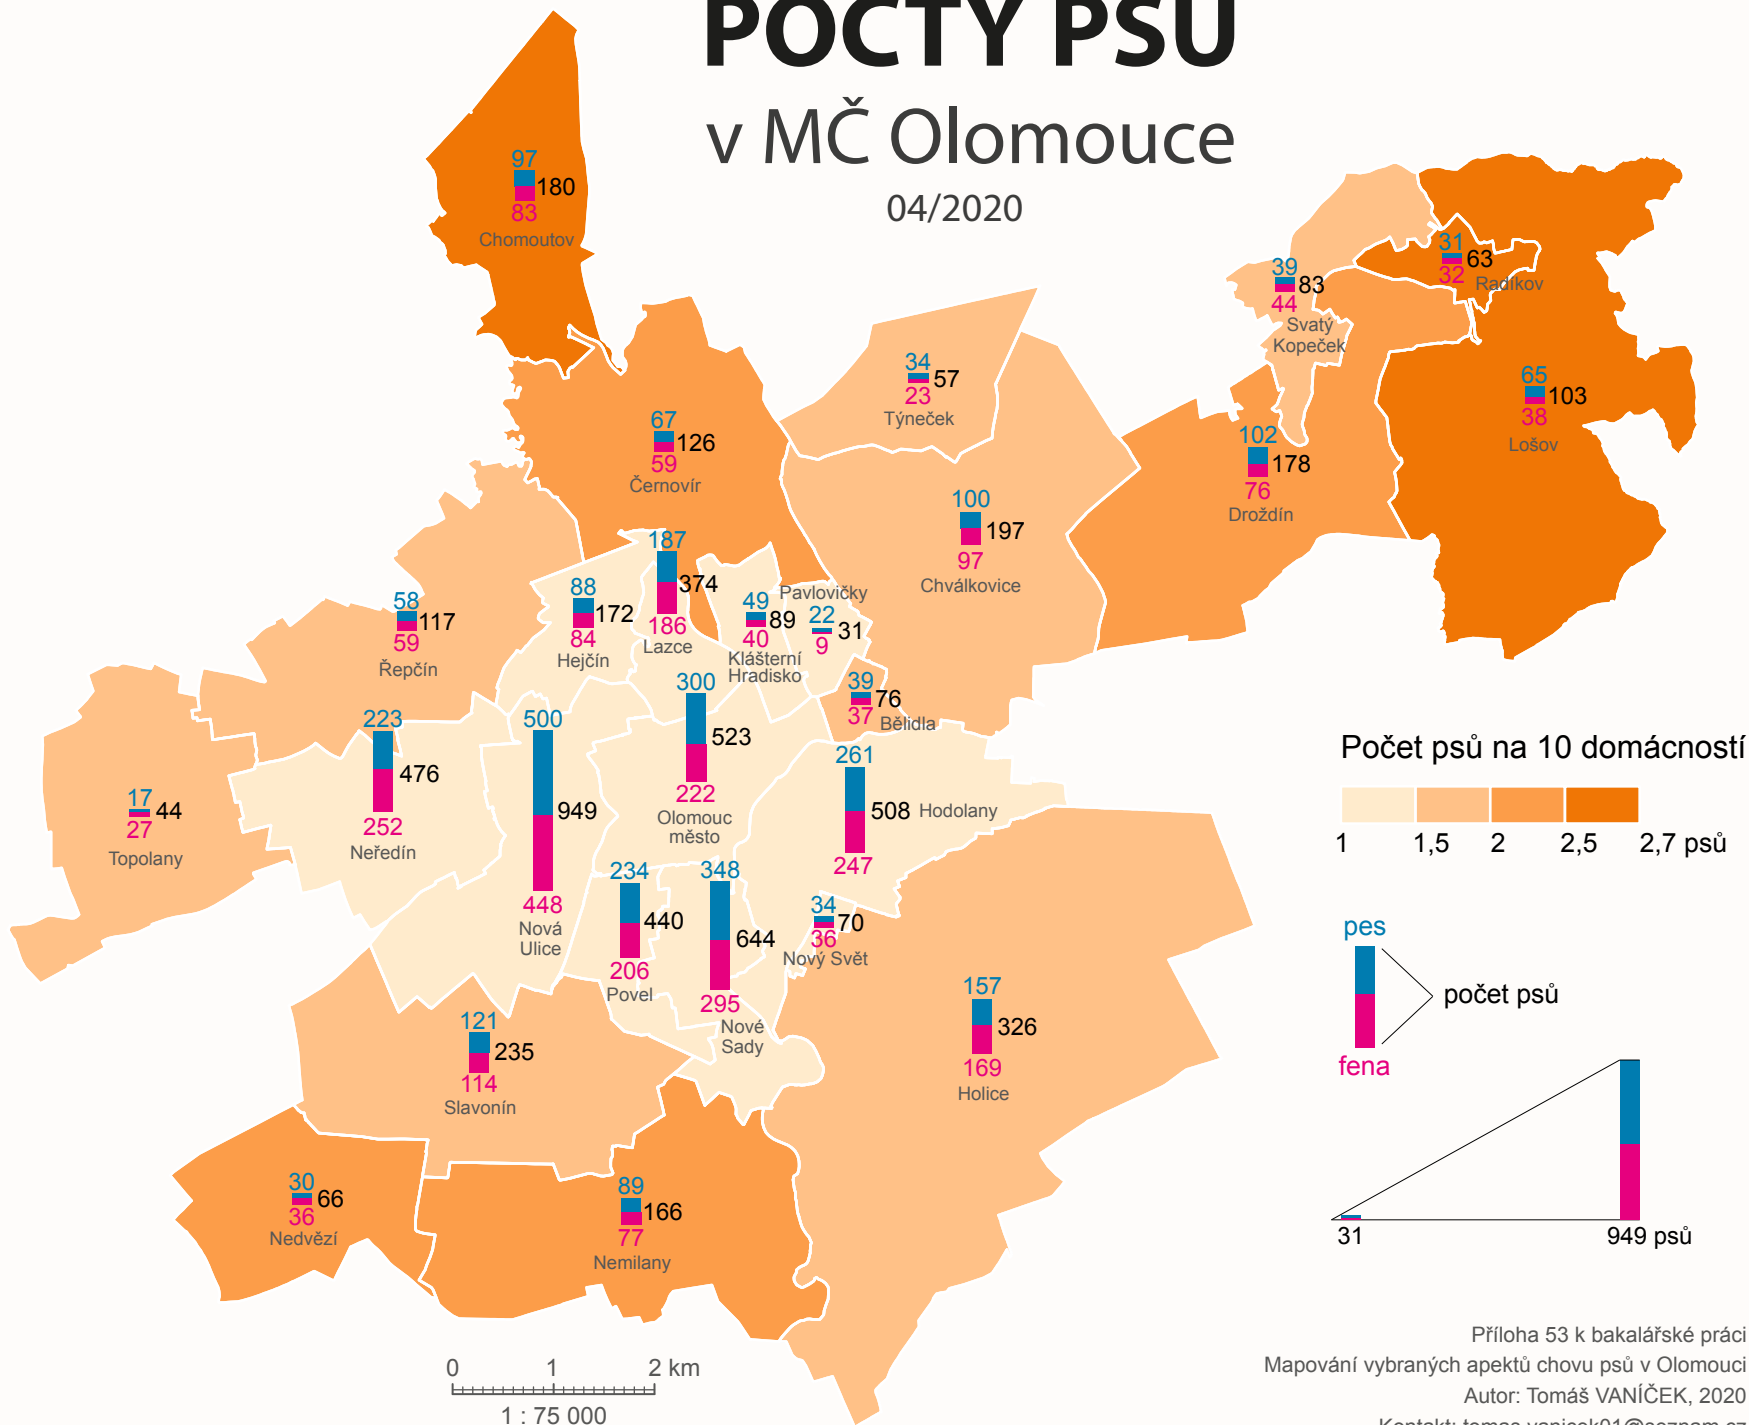 POČTY PSŮ
v MČ Olomouce
04/2020
97
180
83
Chomoutov
31
63
32
Radíkov
39
83
44
Svatý
Kopeček
34
57
23
Týneček
65
103
38
Lošov
67
126
59
Černovír
102
178
76
Droždín
100
197
97
Chválkovice
187
374
186
Lazce
88
172
84
Hejčín
49
89
40
Klášterní
Hradisko
Pavlovičky
22
31
9
58
117
59
Řepčín
39
76
37
Bělidla
300
523
222
Olomouc
město
223
476
252
Neředín
500
949
448
Nová
Ulice
261
508
247
Hodolany
17
44
27
Topolany
234
440
206
Povel
348
644
295
Nové
Sady
34
70
36
Nový Svět
157
326
169
Holice
121
235
114
Slavonín
30
66
36
Nedvězí
89
166
77
Nemilany
Počet psů na 10 domácností
1 1,5 2 2,5 2,7 psů
pes
počet psů
fena
31 949 psů
0 1 2 km
1 : 75 000
Příloha 53 k bakalářské práci
Mapování vybraných apektů chovu psů v Olomouci
Autor: Tomáš VANÍČEK, 2020
Kontakt: tomas.vanicek01@seznam.cz